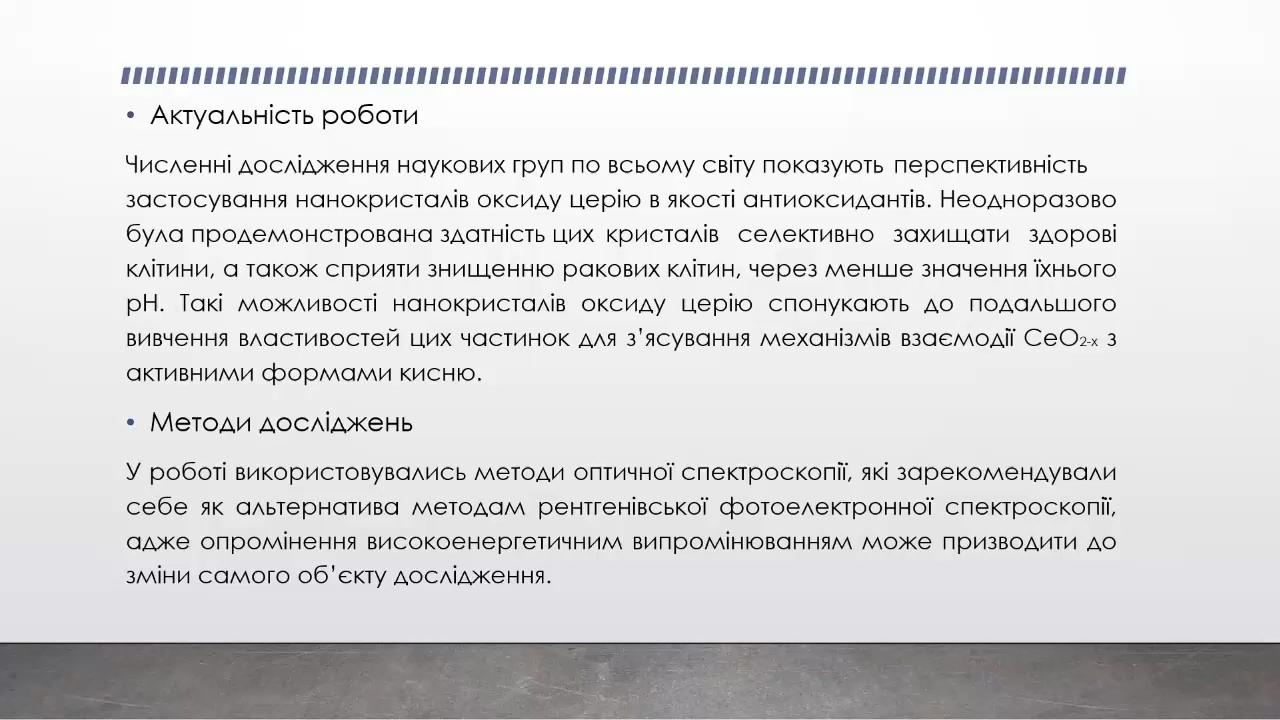 • Актуальність роботи
Численні дослідження наукових груп по всьому світу показують перспективність
застосування нанокристалів оксиду церію в якості антиоксидантів. Неодноразово
була продемонстрована здатність цих кристалів селективно захищати здорові
клітини, а також сприяти знищенню ракових клітин, через менше значення їхнього
pH. Такі можливості нанокристалів оксиду церію спонукають до подальшого
вивчення властивостей цих частинок для з’ясування механізмів взаємодії CeO₂₋ₓ з
активними формами кисню.
• Методи досліджень
У роботі використовувались методи оптичної спектроскопії, які зарекомендували
себе як альтернатива методам рентгенівської фотоелектронної спектроскопії,
адже опромінення високоенергетичним випромінюванням може призводити до
зміни самого об’єкту дослідження.